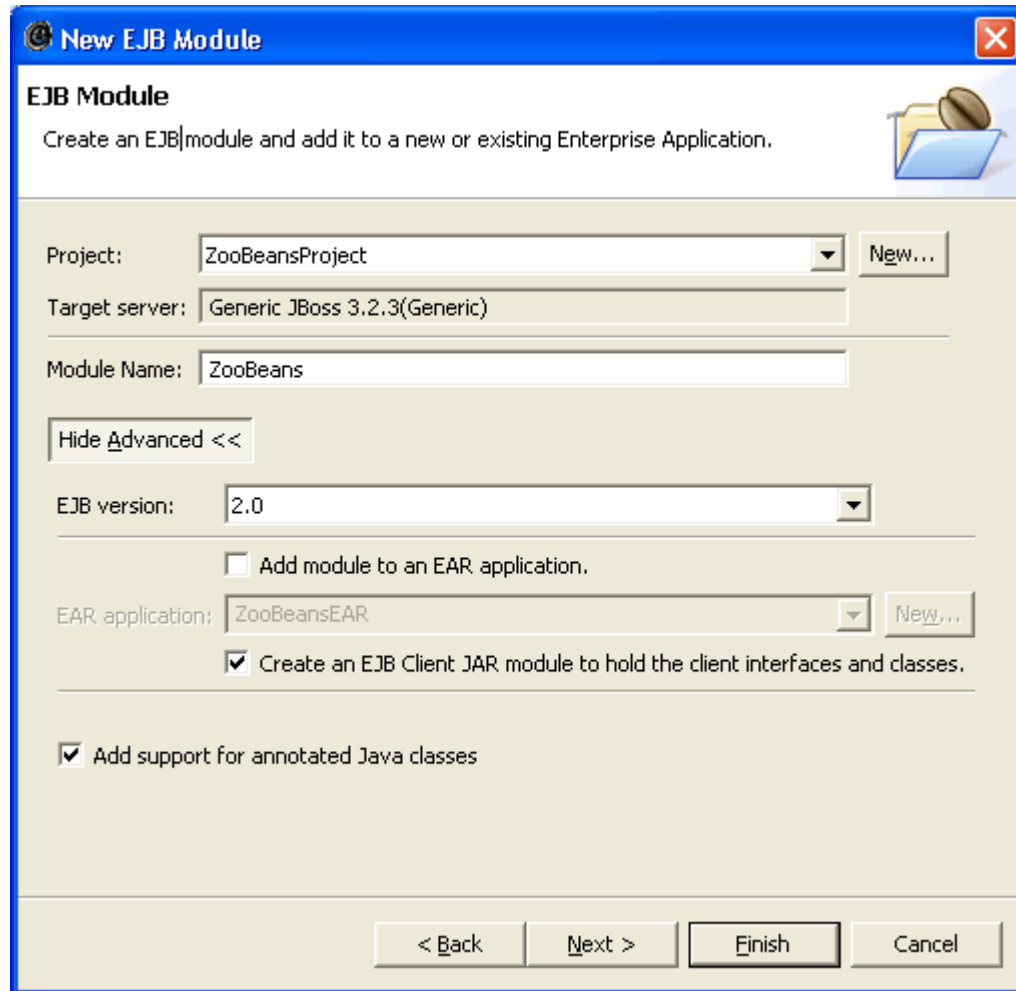 New EJB Module
EJB Module
Create an EJB module and add it to a new or existing Enterprise Application.
Project: ZooBeansProject New...
Target server: Generic JBoss 3.2.3(Generic)
Module Name: ZooBeans
Hide Advanced <<
EJB version: 2.0
Add module to an EAR application.
EAR application: ZooBeansEAR New...
Create an EJB Client JAR module to hold the client interfaces and classes.
Add support for annotated Java classes
< Back Next > Finish Cancel